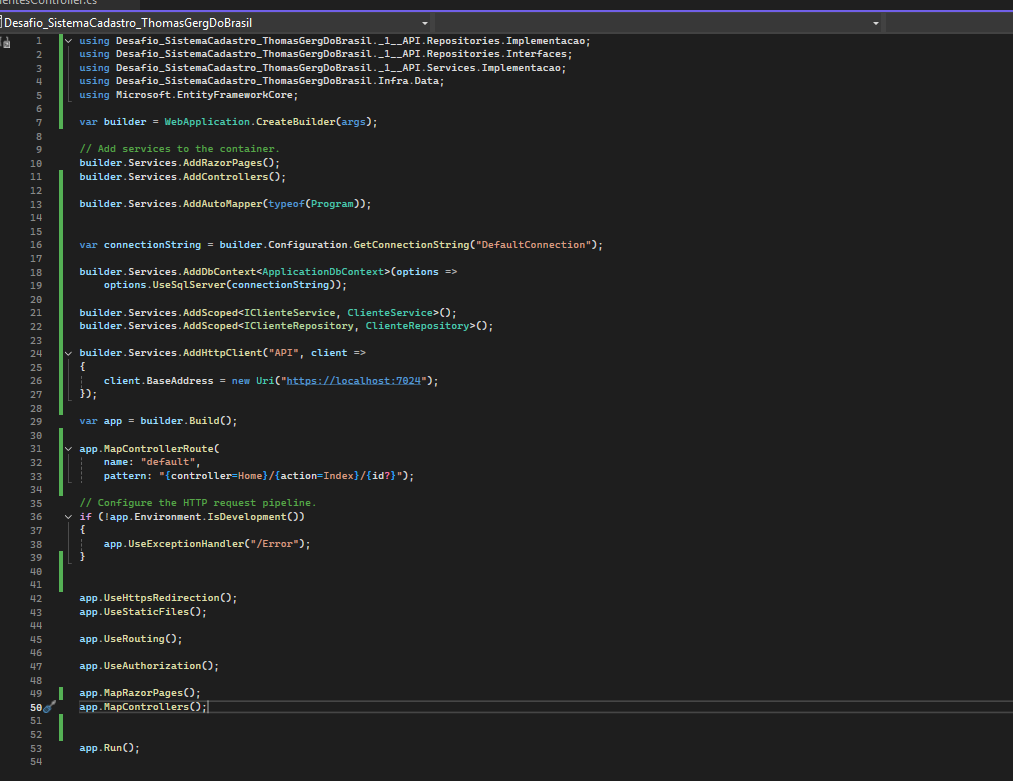 Desafio_SistemaCadastro_ThomasGergDoBrasil
1 using Desafio_SistemaCadastro_ThomasGergDoBrasil._1__API.Repositories.Implementacao;
2 using Desafio_SistemaCadastro_ThomasGergDoBrasil._1__API.Repositories.Interfaces;
3 using Desafio_SistemaCadastro_ThomasGergDoBrasil._1__API.Services.Implementacao;
4 using Desafio_SistemaCadastro_ThomasGergDoBrasil.Infra.Data;
5 using Microsoft.EntityFrameworkCore;
6
7 var builder = WebApplication.CreateBuilder(args);
8
9 // Add services to the container.
10 builder.Services.AddRazorPages();
11 builder.Services.AddControllers();
12
13 builder.Services.AddAutoMapper(typeof(Program));
14
15
16 var connectionString = builder.Configuration.GetConnectionString("DefaultConnection");
17
18 builder.Services.AddDbContext<ApplicationDbContext>(options =>
19     options.UseSqlServer(connectionString));
20
21 builder.Services.AddScoped<IClienteService, ClienteService>();
22 builder.Services.AddScoped<IClienteRepository, ClienteRepository>();
23
24 builder.Services.AddHttpClient("API", client =>
25 {
26     client.BaseAddress = new Uri("https://localhost:7024");
27 });
28
29 var app = builder.Build();
30
31 app.MapControllerRoute(
32     name: "default",
33     pattern: "{controller=Home}/{action=Index}/{id?}");
34
35 // Configure the HTTP request pipeline.
36 if (!app.Environment.IsDevelopment())
37 {
38     app.UseExceptionHandler("/Error");
39 }
40
41
42 app.UseHttpsRedirection();
43 app.UseStaticFiles();
44
45 app.UseRouting();
46
47 app.UseAuthorization();
48
49 app.MapRazorPages();
50 app.MapControllers();
51
52
53 app.Run();
54